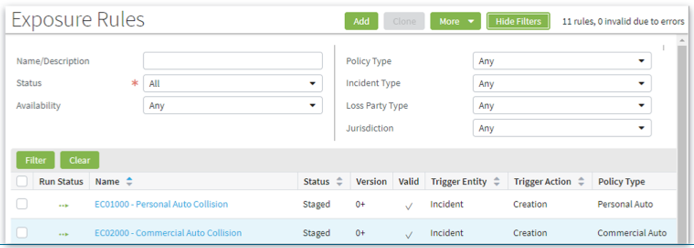 Exposure Rules Add Clone More Hide Filters 11 rules, 0 invalid due to errors
Name/Description Policy Type Any
Status * All Incident Type Any
Availability Any Loss Party Type Any
Jurisdiction Any
Filter Clear
Run Status Name Status Version Valid Trigger Entity Trigger Action Policy Type
EC01000 - Personal Auto Collision Staged 0+ Incident Creation Personal Auto
EC02000 - Commercial Auto Collision Staged 0+ Incident Creation Commercial Auto